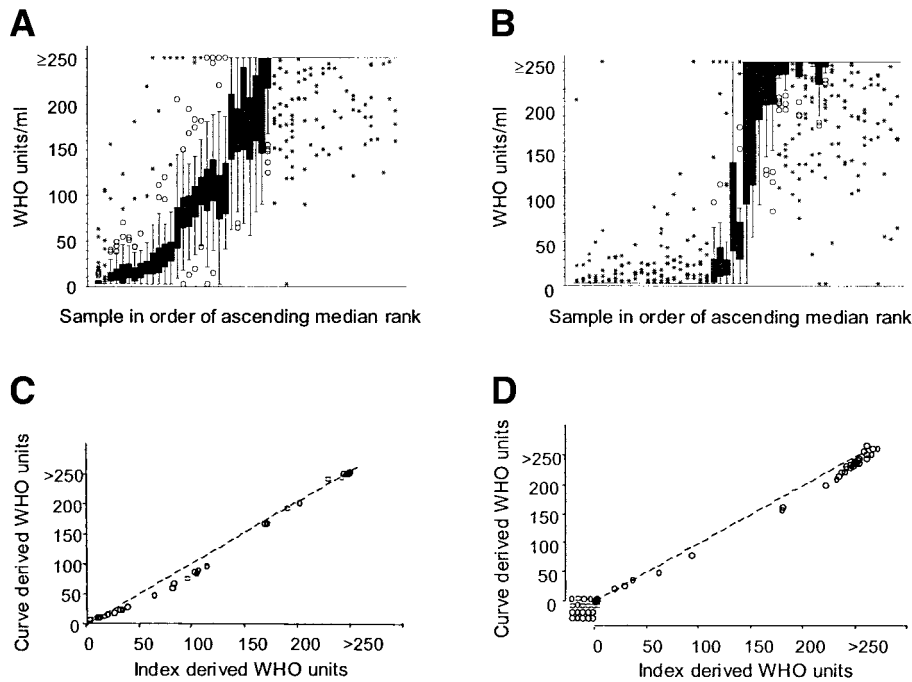 A
B
≥250
200
150
100
50
0
WHO units/ml
Sample in order of ascending median rank
≥250
200
150
100
50
0
WHO units/ml
Sample in order of ascending median rank
C
D
>250
200
150
100
50
0
Curve derived WHO units
0 50 100 150 200 >250
Index derived WHO units
>250
200
150
100
50
0
Curve derived WHO units
0 50 100 150 200 >250
Index derived WHO units